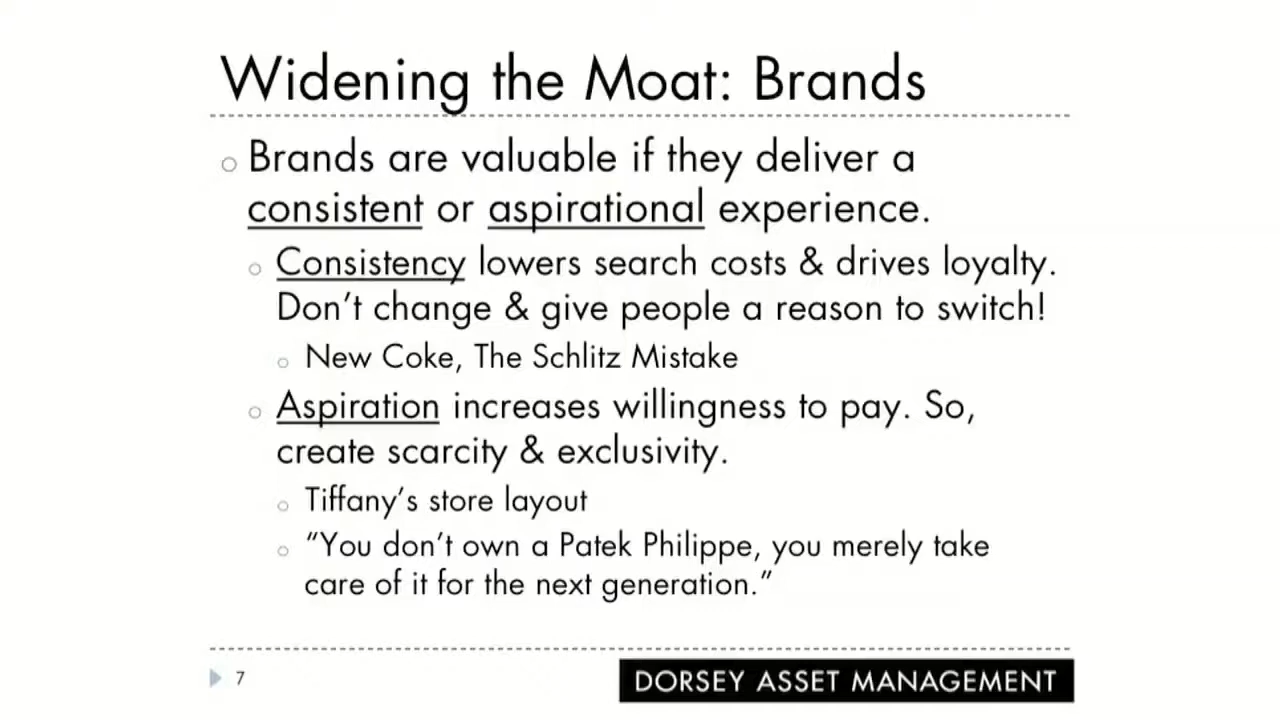 Widening the Moat: Brands
Brands are valuable if they deliver a
consistent or aspirational experience.
Consistency lowers search costs & drives loyalty.
Don't change & give people a reason to switch!
New Coke, The Schlitz Mistake
Aspiration increases willingness to pay. So,
create scarcity & exclusivity.
Tiffany's store layout
"You don't own a Patek Philippe, you merely take
care of it for the next generation."
7
DORSEY ASSET MANAGEMENT